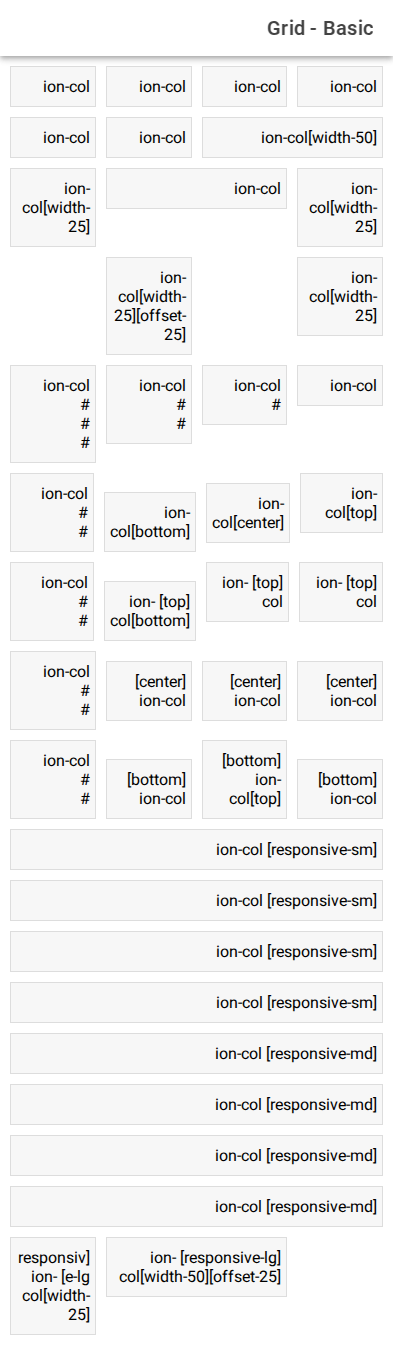 Grid - Basic
ion-col
ion-col
ion-col
ion-col
ion-col
ion-col
ion-col[width-50]
ion-
col[width-
25]
ion-col
ion-
col[width-
25]
ion-
col[width-
25][offset-
25]
ion-
col[width-
25]
ion-col
#
#
#
ion-col
#
#
ion-col
#
ion-col
ion-col
#
#
ion-
col[bottom]
ion-
col[center]
ion-
col[top]
ion-col
#
#
ion- [top]
col[bottom]
ion- [top]
col
ion- [top]
col
ion-col
#
#
[center]
ion-col
[center]
ion-col
[center]
ion-col
ion-col
#
#
[bottom]
ion-col
[bottom]
ion-
col[top]
[bottom]
ion-col
ion-col [responsive-sm]
ion-col [responsive-sm]
ion-col [responsive-sm]
ion-col [responsive-sm]
ion-col [responsive-md]
ion-col [responsive-md]
ion-col [responsive-md]
ion-col [responsive-md]
responsiv]
ion- [e-lg
col[width-
25]
ion- [responsive-lg]
col[width-50][offset-25]